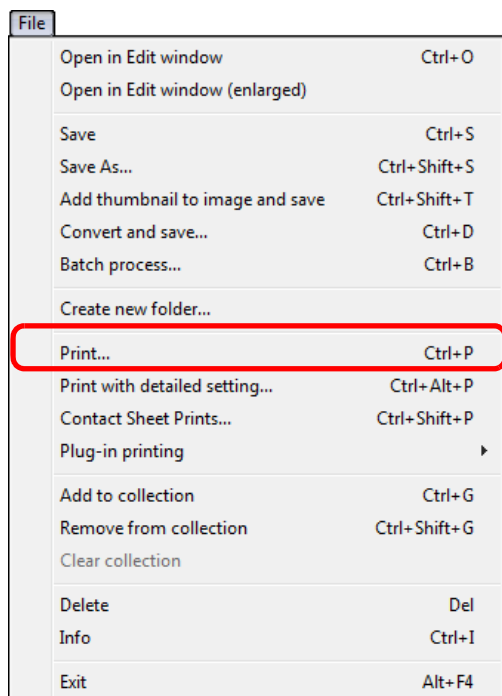 File
Open in Edit window Ctrl+O
Open in Edit window (enlarged)
Save Ctrl+S
Save As... Ctrl+Shift+S
Add thumbnail to image and save Ctrl+Shift+T
Convert and save... Ctrl+D
Batch process... Ctrl+B
Create new folder...
Print... Ctrl+P
Print with detailed setting... Ctrl+Alt+P
Contact Sheet Prints... Ctrl+Shift+P
Plug-in printing
Add to collection Ctrl+G
Remove from collection Ctrl+Shift+G
Clear collection
Delete Del
Info Ctrl+I
Exit Alt+F4